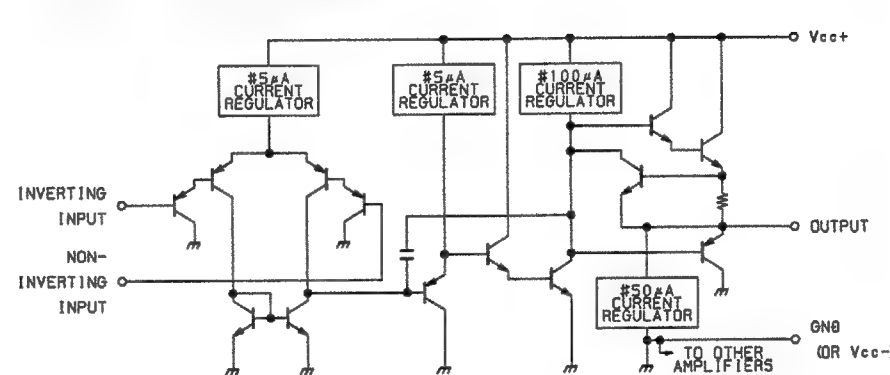 Vcc+
#5µA
CURRENT
REGULATOR
#5µA
CURRENT
REGULATOR
#100µA
CURRENT
REGULATOR
INVERTING
INPUT
NON-
INVERTING
INPUT
OUTPUT
#50µA
CURRENT
REGULATOR
GND
(OR Vcc-)
TO OTHER
AMPLIFIERS